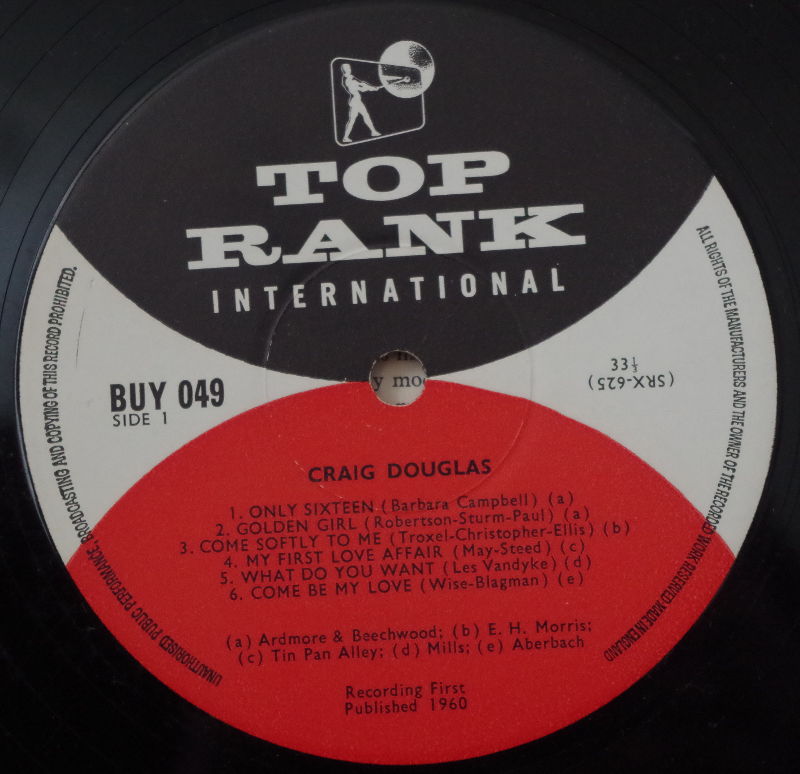 TOP
RANK
INTERNATIONAL
BUY 049
SIDE 1
33⅓
(SRX-625)
y mo
CRAIG DOUGLAS
1. ONLY SIXTEEN (Barbara Campbell) (a)
2. GOLDEN GIRL (Robertson-Sturm-Paul) (a)
3. COME SOFTLY TO ME (Troxel-Christopher-Ellis) (b)
4. MY FIRST LOVE AFFAIR (May-Steed) (c)
5. WHAT DO YOU WANT (Les Vandyke) (d)
6. COME BE MY LOVE (Wise-Blagman) (e)
(a) Ardmore & Beechwood; (b) E. H. Morris;
(c) Tin Pan Alley; (d) Mills; (e) Aberbach
Recording First
Published 1960
UNAUTHORISED PUBLIC PERFORMANCE, BROADCASTING AND COPYING OF THIS RECORD PROHIBITED.
ALL RIGHTS OF THE MANUFACTURERS AND THE OWNER OF THE RECORDED WORK RESERVED MADE IN ENGLAND